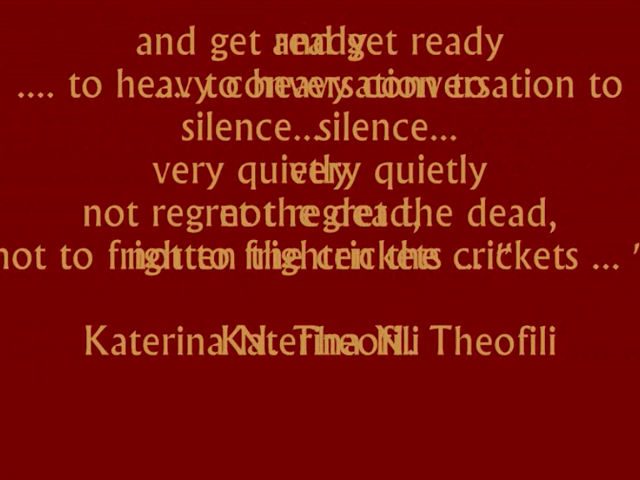 and get ready
.... to heavy conversation to
silence...
very quietly
not regret the dead,
not to frighten the crickets ... ”
Katerina N. Theofili